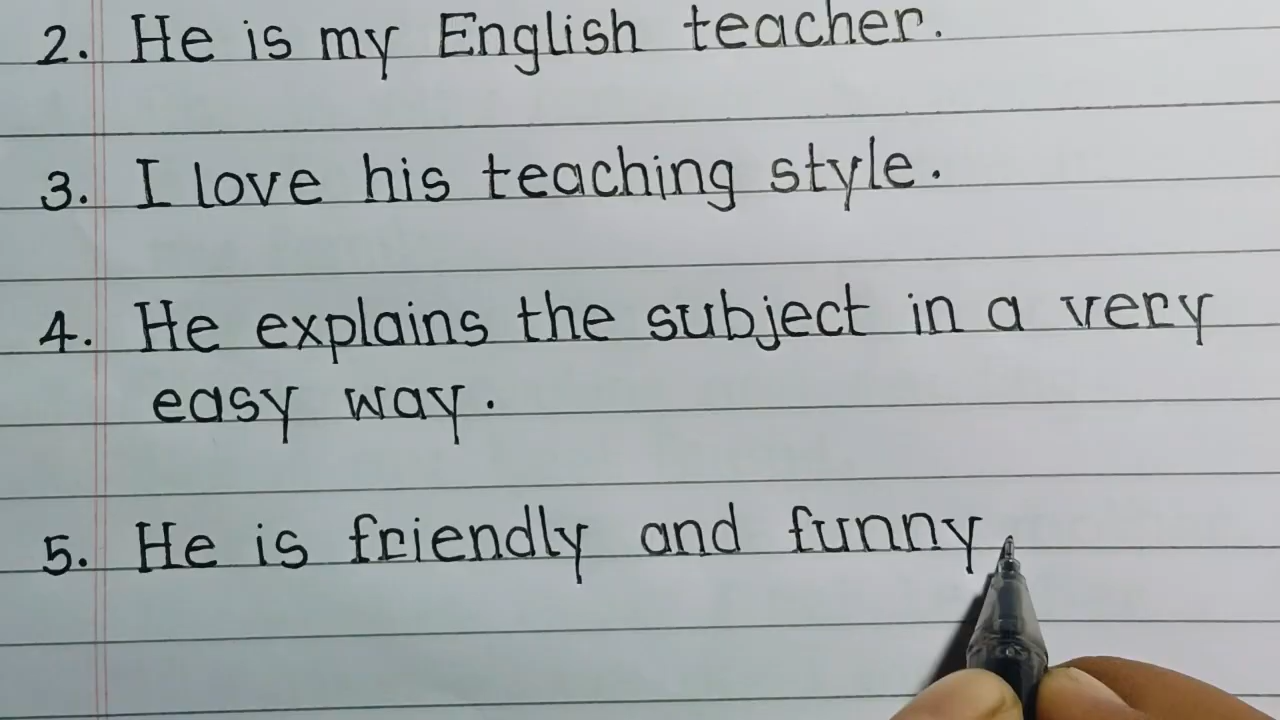 2. He is my English teacher.
3. I love his teaching style.
4. He explains the subject in a very
easy way.
5. He is friendly and funny